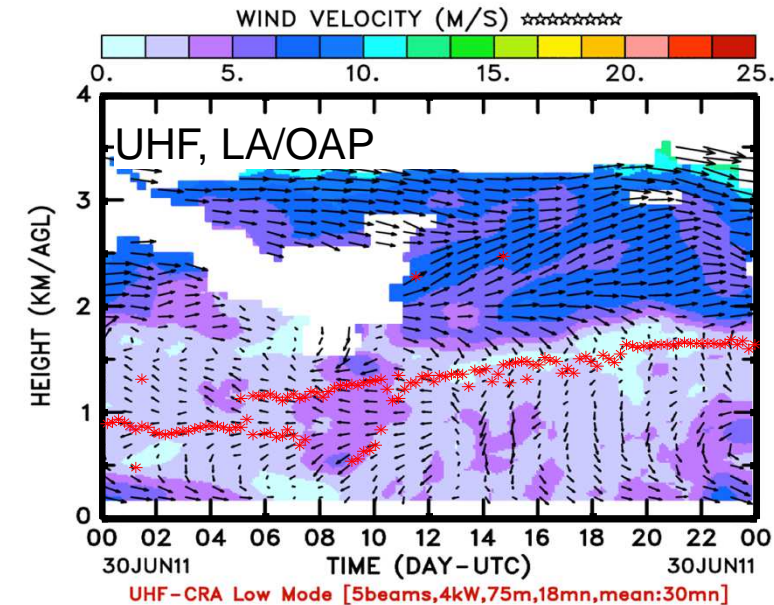 WIND VELOCITY (M/S) ☆☆☆☆☆☆☆☆
0. 5. 10. 15. 20. 25.
UHF, LA/OAP
4
3
2
1
0
HEIGHT (KM/AGL)
00 02 04 06 08 10 12 14 16 18 20 22 00
30JUN11 TIME (DAY-UTC) 30JUN11
UHF-CRA Low Mode [5beams,4kW,75m,18mn,mean:30mn]